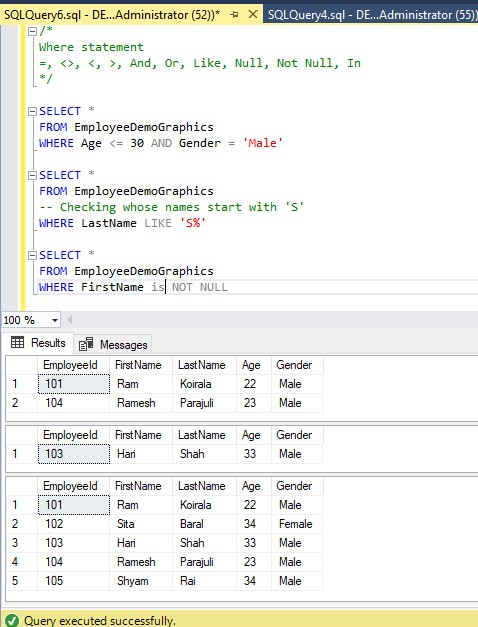 SQLQuery6.sql - DE...Administrator (52))* SQLQuery4.sql - DE...Administrator (55))
/*
Where statement
=, <>, <, >, And, Or, Like, Null, Not Null, In
*/
SELECT *
FROM EmployeeDemoGraphics
WHERE Age <= 30 AND Gender = 'Male'
SELECT *
FROM EmployeeDemoGraphics
-- Checking whose names start with 'S'
WHERE LastName LIKE 'S%'
SELECT *
FROM EmployeeDemoGraphics
WHERE FirstName is NOT NULL
100 %
Results Messages
EmployeeId FirstName LastName Age Gender
1 101 Ram Koirala 22 Male
2 104 Ramesh Parajuli 23 Male
EmployeeId FirstName LastName Age Gender
1 103 Hari Shah 33 Male
EmployeeId FirstName LastName Age Gender
1 101 Ram Koirala 22 Male
2 102 Sita Baral 34 Female
3 103 Hari Shah 33 Male
4 104 Ramesh Parajuli 23 Male
5 105 Shyam Rai 34 Male
Query executed successfully.